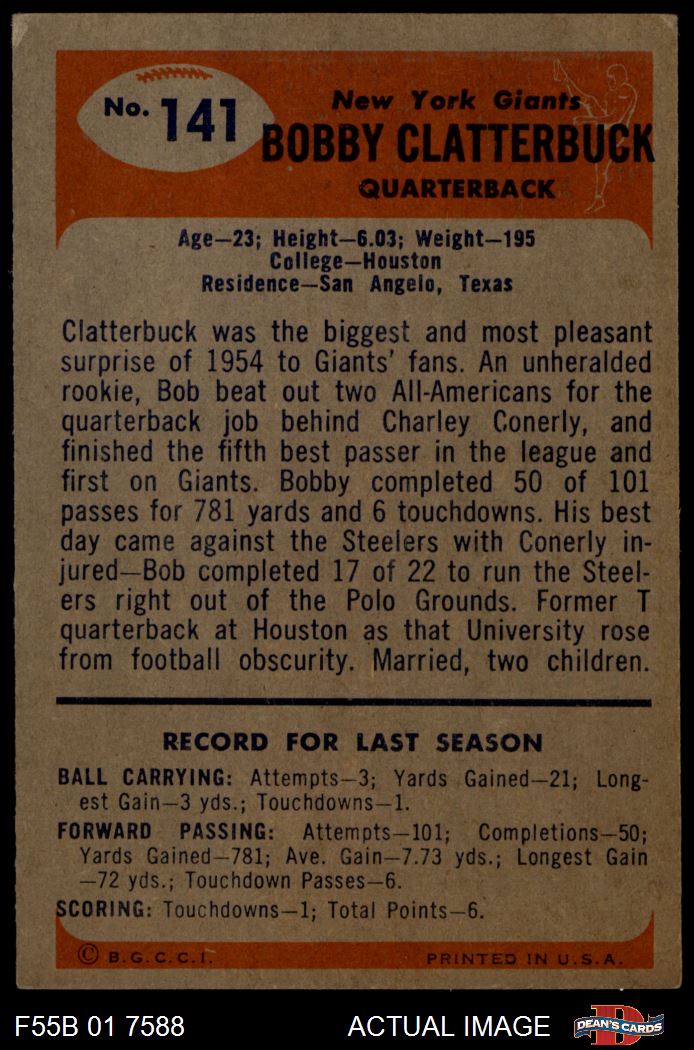 No. 141
New York Giants
BOBBY CLATTERBUCK
QUARTERBACK
Age—23; Height—6.03; Weight—195
College—Houston
Residence—San Angelo, Texas
Clatterbuck was the biggest and most pleasant
surprise of 1954 to Giants' fans. An unheralded
rookie, Bob beat out two All-Americans for the
quarterback job behind Charley Conerly, and
finished the fifth best passer in the league and
first on Giants. Bobby completed 50 of 101
passes for 781 yards and 6 touchdowns. His best
day came against the Steelers with Conerly in-
jured—Bob completed 17 of 22 to run the Steel-
ers right out of the Polo Grounds. Former T
quarterback at Houston as that University rose
from football obscurity. Married, two children.
RECORD FOR LAST SEASON
BALL CARRYING: Attempts—3; Yards Gained—21; Long-
est Gain—3 yds.; Touchdowns—1.
FORWARD PASSING: Attempts—101; Completions—50;
Yards Gained—781; Ave. Gain—7.73 yds.; Longest Gain
—72 yds.; Touchdown Passes—6.
SCORING: Touchdowns—1; Total Points—6.
© B.G.C.C.I. PRINTED IN U.S.A.
F55B 01 7588 ACTUAL IMAGE D DEAN'S CARDS